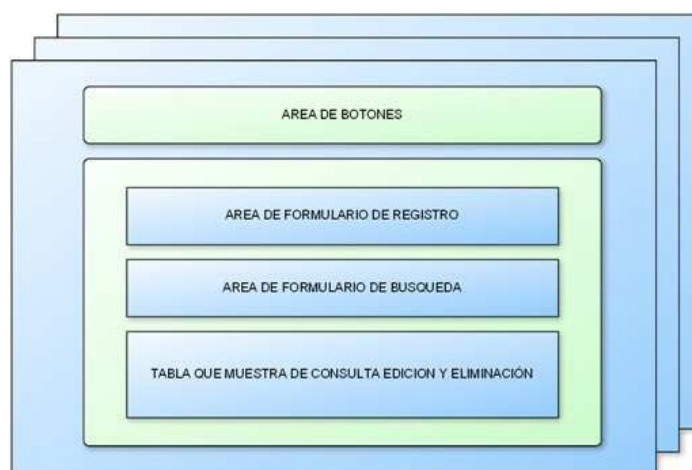 AREA DE BOTONES
AREA DE FORMULARIO DE REGISTRO
AREA DE FORMULARIO DE BUSQUEDA
TABLA QUE MUESTRA DE CONSULTA EDICION Y ELIMINACIÓN